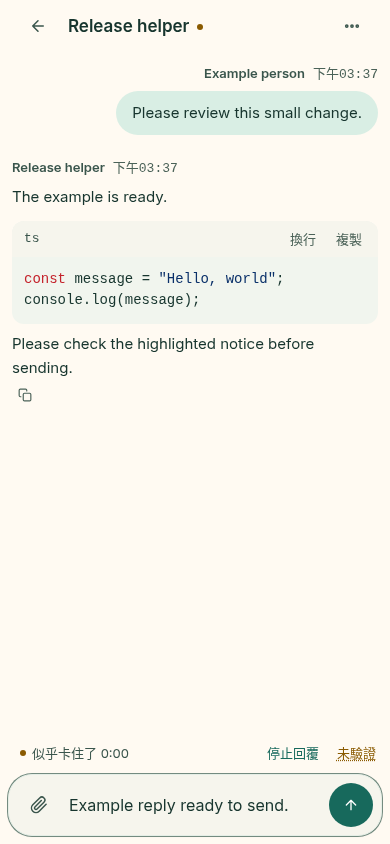 Release helper
Example person 下午03:37
Please review this small change.
Release helper 下午03:37
The example is ready.
ts 換行 複製
const message = "Hello, world";
console.log(message);
Please check the highlighted notice before
sending.
似乎卡住了 0:00 停止回覆 未驗證
Example reply ready to send.